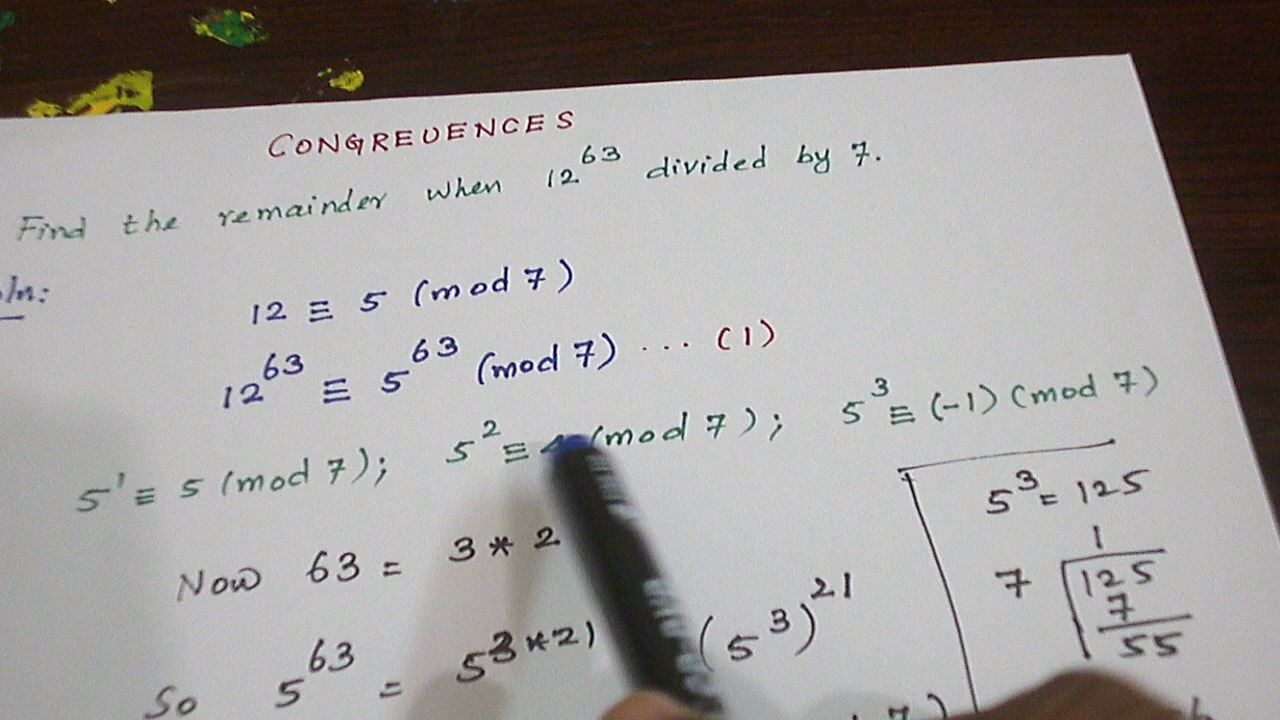 CONGREUENCES
Find the remainder when 12^63 divided by 7.
12 ≡ 5 (mod 7)
12^63 ≡ 5^63 (mod 7) ... (1)
5^1 ≡ 5 (mod 7); 5^2 ≡ (mod 7); 5^3 ≡ (-1) (mod 7)
Now 63 = 3 * 2
So 5^63 = 5^3*21 (5^3)^21
5^3 = 125
1
7 125
7
55